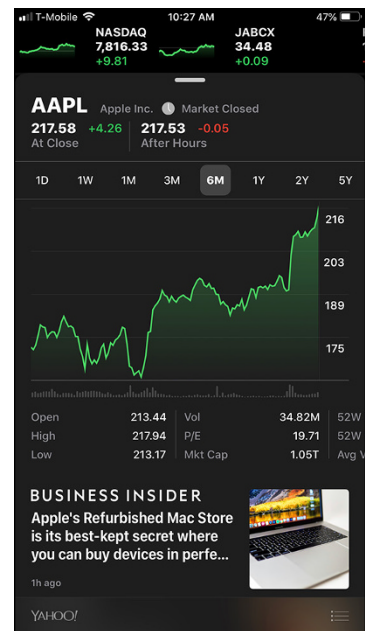 T-Mobile 10:27 AM 47%
NASDAQ JABCX
7,816.33 34.48
+9.81 +0.09
AAPL Apple Inc. Market Closed
217.58 +4.26 217.53 -0.05
At Close After Hours
1D 1W 1M 3M 6M 1Y 2Y 5Y
216
203
189
175
Open 213.44 Vol 34.82M 52W
High 217.94 P/E 19.71 52W
Low 213.17 Mkt Cap 1.05T Avg V
BUSINESS INSIDER
Apple's Refurbished Mac Store
is its best-kept secret where
you can buy devices in perfe...
1h ago
YAHOO!